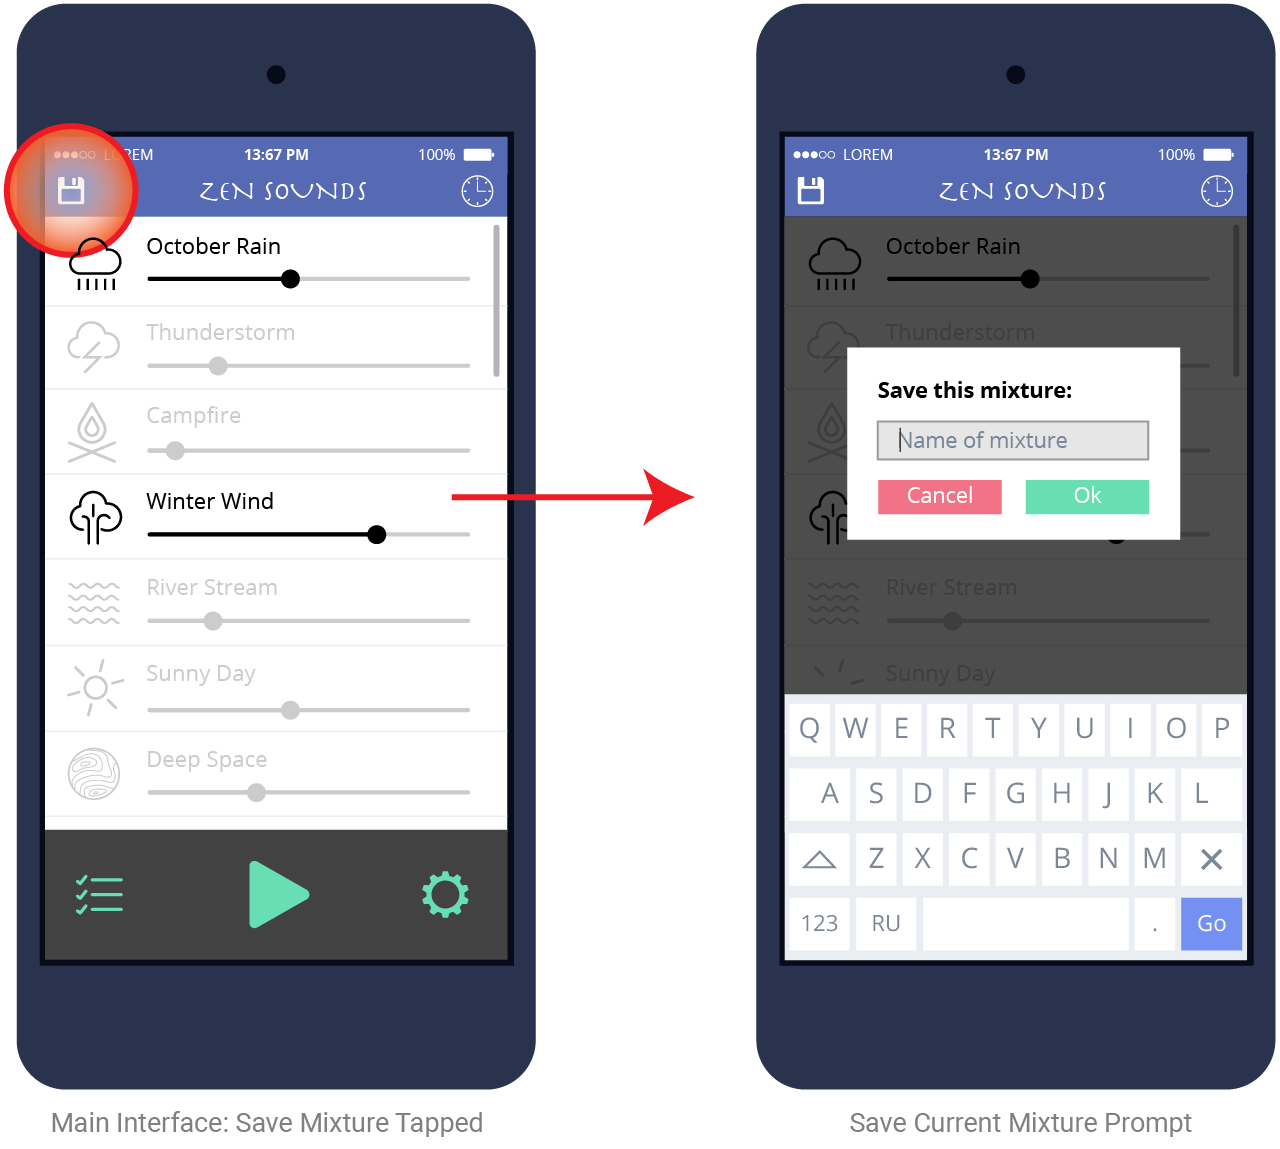 LOREM 13:67 PM 100%
ZEN SOUNDS
October Rain
Thunderstorm
Campfire
Winter Wind
River Stream
Sunny Day
Deep Space
Main Interface: Save Mixture Tapped
LOREM 13:67 PM 100%
ZEN SOUNDS
October Rain
Thunderstorm
Save this mixture:
Name of mixture
Cancel Ok
River Stream
Sunny Day
Q W E R T Y U I O P
A S D F G H J K L
Z X C V B N M
123 RU . Go
Save Current Mixture Prompt